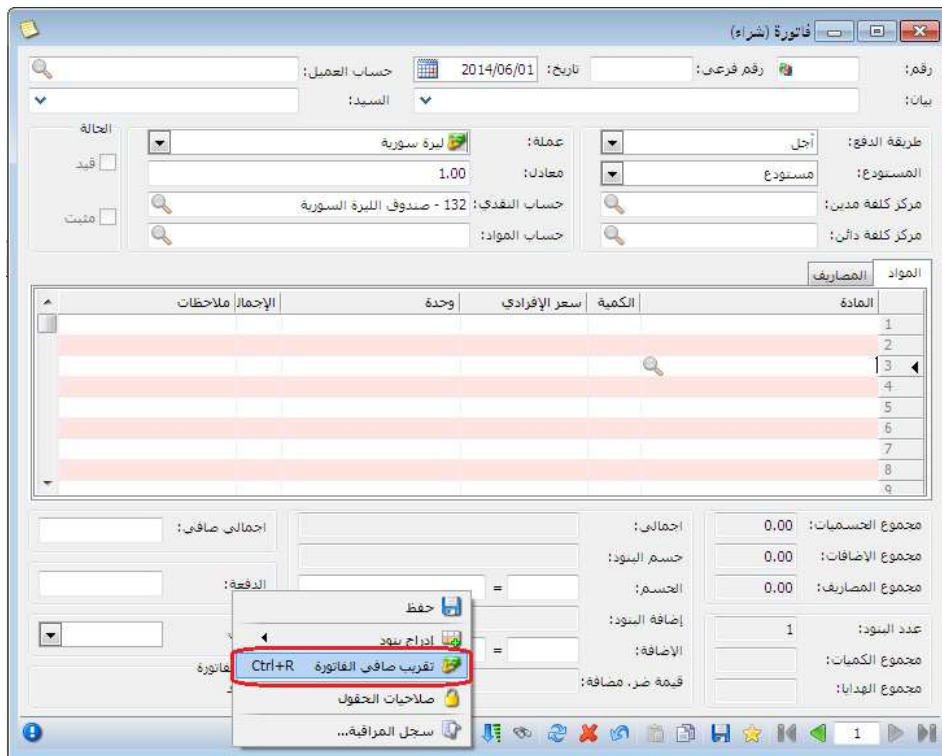 فاتورة (شراء)
رقم: رقم فرعي: تاريخ: 2014/06/01 حساب العميل:
بيان: السيد:
طريقة الدفع: آجل عملة: ليرة سورية الحالة
المستودع: مستودع معادل: 1.00 قيد
مركز كلفة مدين: حساب النقدي: 132 - صندوق الليرة السورية
مركز كلفة دائن: حساب المواد: مثبت
المواد المصاريف
المادة الكمية سعر الإفرادي وحدة الإجمال ملاحظات
1
2
3
4
5
6
7
8
9
مجموع الحسميات: 0.00 اجمالي: اجمالي صافي:
مجموع الإضافات: 0.00 حسم البنود:
مجموع المصاريف: 0.00 الحسم: = الدفعة:
عدد البنود: 1 إضافة البنود:
مجموع الكميات: الإضافة: =
مجموع الهدايا: قيمة ضر. مضافة:
حفظ
ادراج بنود
تقريب صافي الفاتورة Ctrl+R
صلاحيات الحقول
سجل المراقبة...
1